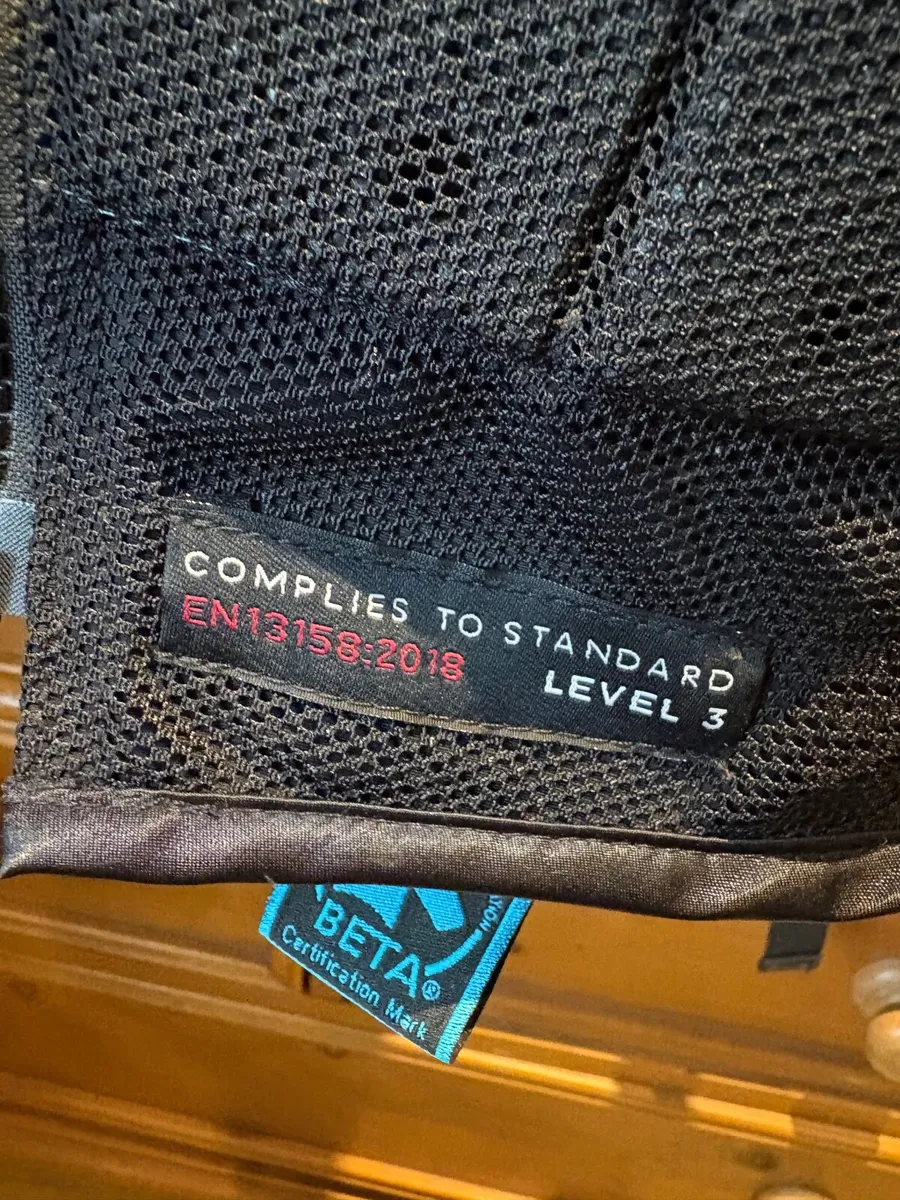 COMPLIES TO STANDARD
EN13158:2018
LEVEL 3
BETA®
Certification Mark